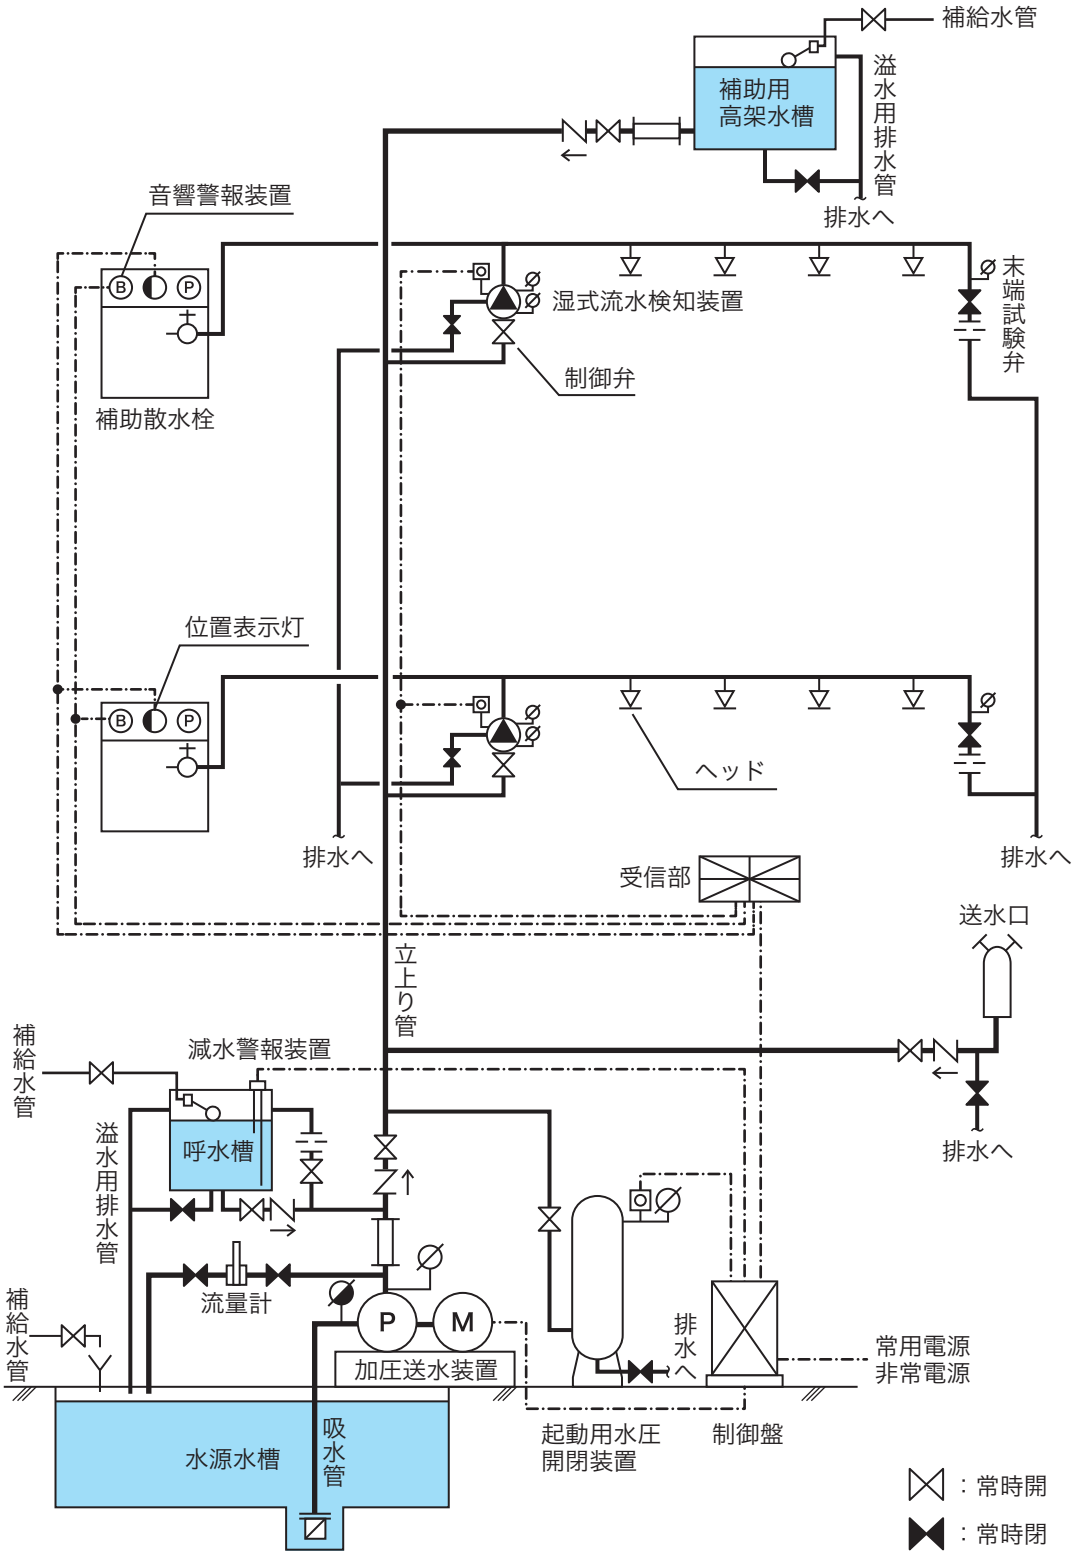 補給水管
補助用
高架水槽
溢水用排水管
排水へ
音響警報装置
B
P
補助散水栓
湿式流水検知装置
制御弁
末端試験弁
位置表示灯
B
P
ヘッド
排水へ
排水へ
受信部
送水口
立上り管
補給水管
減水警報装置
呼水槽
溢水用排水管
排水へ
流量計
補給水管
P
M
加圧送水装置
排水へ
常用電源
非常電源
水源水槽
吸水管
起動用水圧
開閉装置
制御盤
：常時開
：常時閉